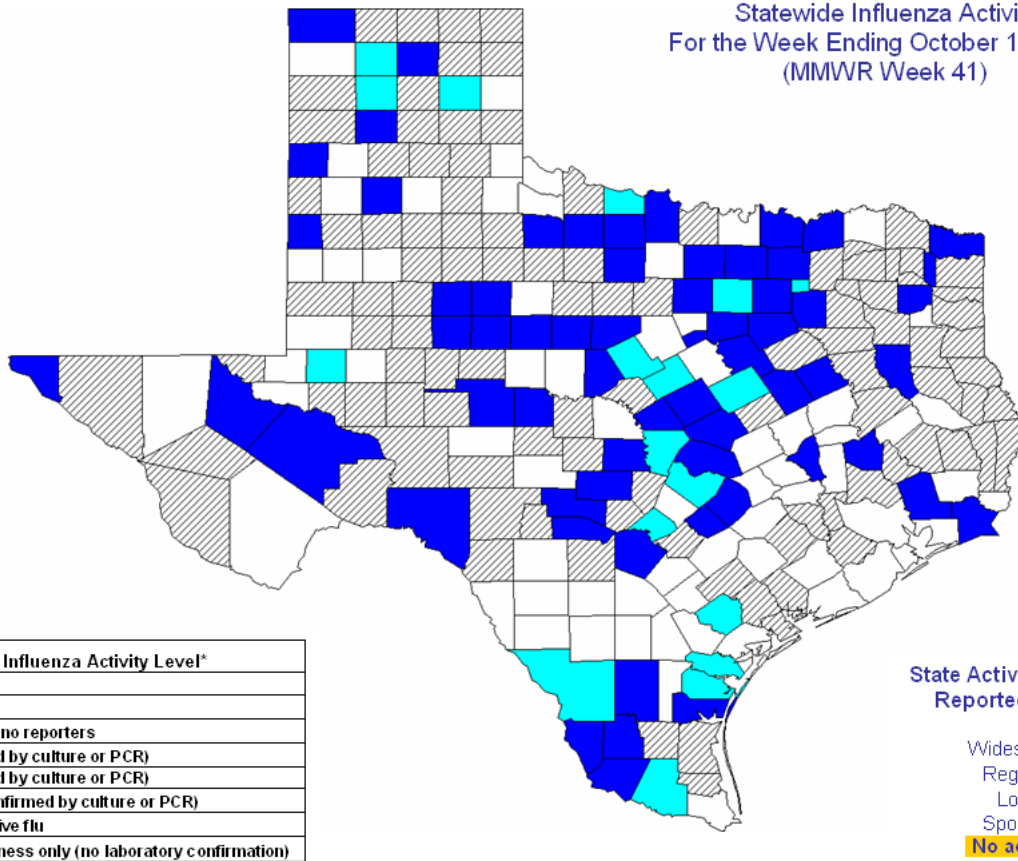 Statewide Influenza Activi
For the Week Ending October 1
(MMWR Week 41)
Influenza Activity Level*
no reporters
d by culture or PCR)
d by culture or PCR)
nfirmed by culture or PCR)
ive flu
ness only (no laboratory confirmation)
State Activ
Reporte
Wides
Reg
Lo
Spo
No a